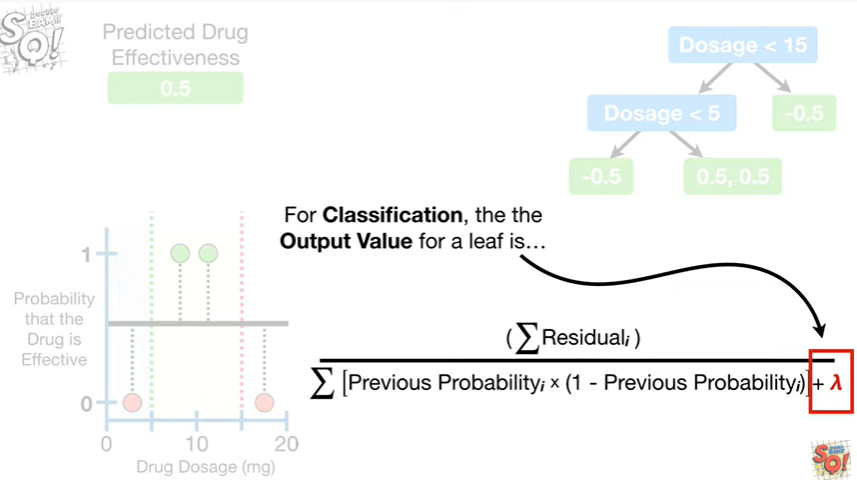 SQ!
Predicted Drug
Effectiveness
0.5
Dosage < 15
Dosage < 5
-0.5
-0.5
0.5, 0.5
For Classification, the the
Output Value for a leaf is...
1
Probability
that the
Drug is
Effective
0
0
10
20
Drug Dosage (mg)
(∑Residualᵢ)
∑ [Previous Probabilityᵢ × (1 - Previous Probabilityᵢ)] + λ
SQ!